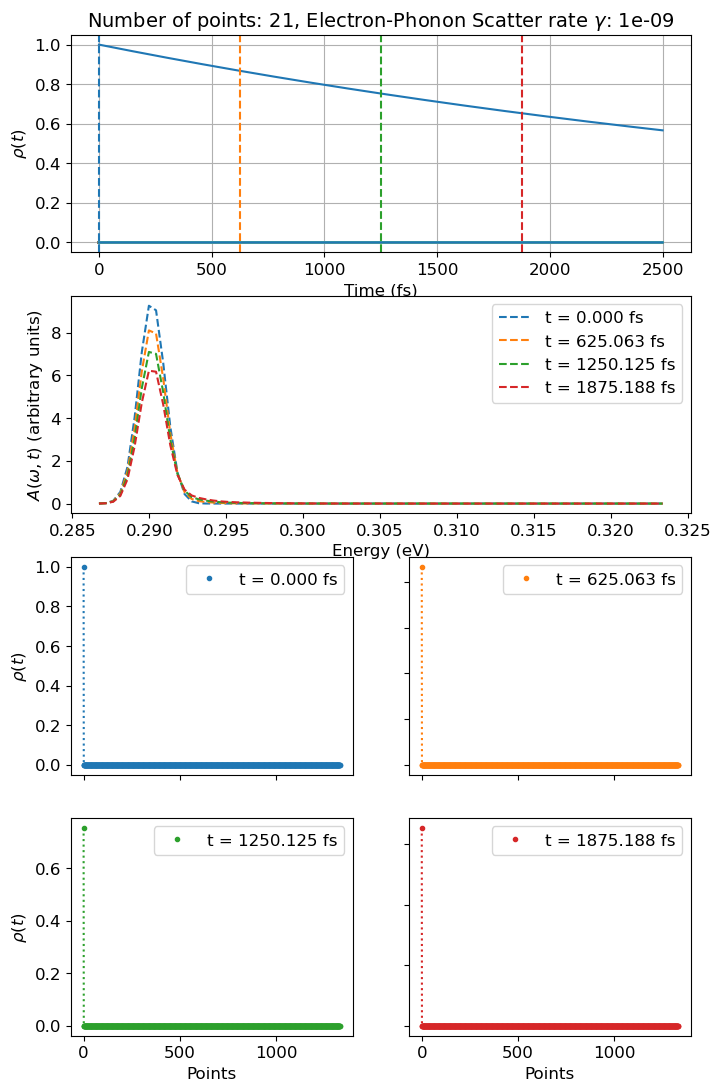 Number of points: 21, Electron-Phonon Scatter rate γ: 1e-09
1.0
0.8
0.6
0.4
0.2
0.0
ρ(t)
0 500 1000 1500 2000 2500
Time (fs)
8
6
4
2
0
A(ω, t) (arbitrary units)
t = 0.000 fs
t = 625.063 fs
t = 1250.125 fs
t = 1875.188 fs
0.285 0.290 0.295 0.300 0.305 0.310 0.315 0.320 0.325
Energy (eV)
1.0
0.8
0.6
0.4
0.2
0.0
ρ(t)
t = 0.000 fs
t = 625.063 fs
0.6
0.4
0.2
0.0
ρ(t)
t = 1250.125 fs
0 500 1000
Points
t = 1875.188 fs
0 500 1000
Points